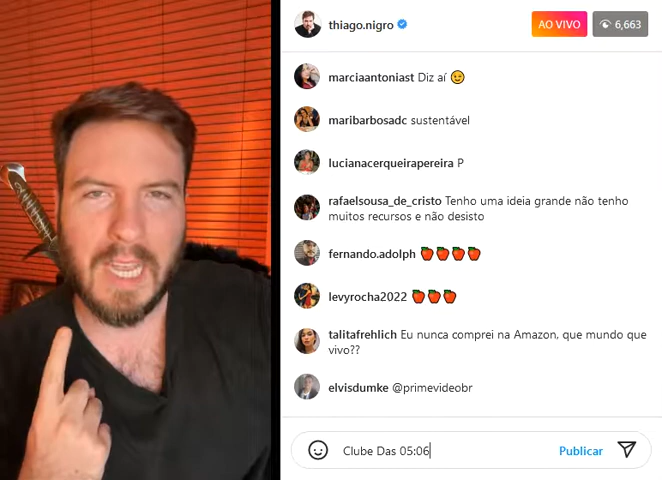 thiago.nigro
AO VIVO
6,663
marciaantoniast Diz aí 😉
maribarbosadc sustentável
lucianacerqueirapereira P
rafaelsousa_de_cristo Tenho uma ideia grande não tenho
muitos recursos e não desisto
fernando.adolph 🍎🍎🍎🍎
levyrocha2022 🍎🍎🍎
talitafrehlich Eu nunca comprei na Amazon, que mundo que
vivo??
elvisdumke @primevideobr
Clube Das 05:06
Publicar